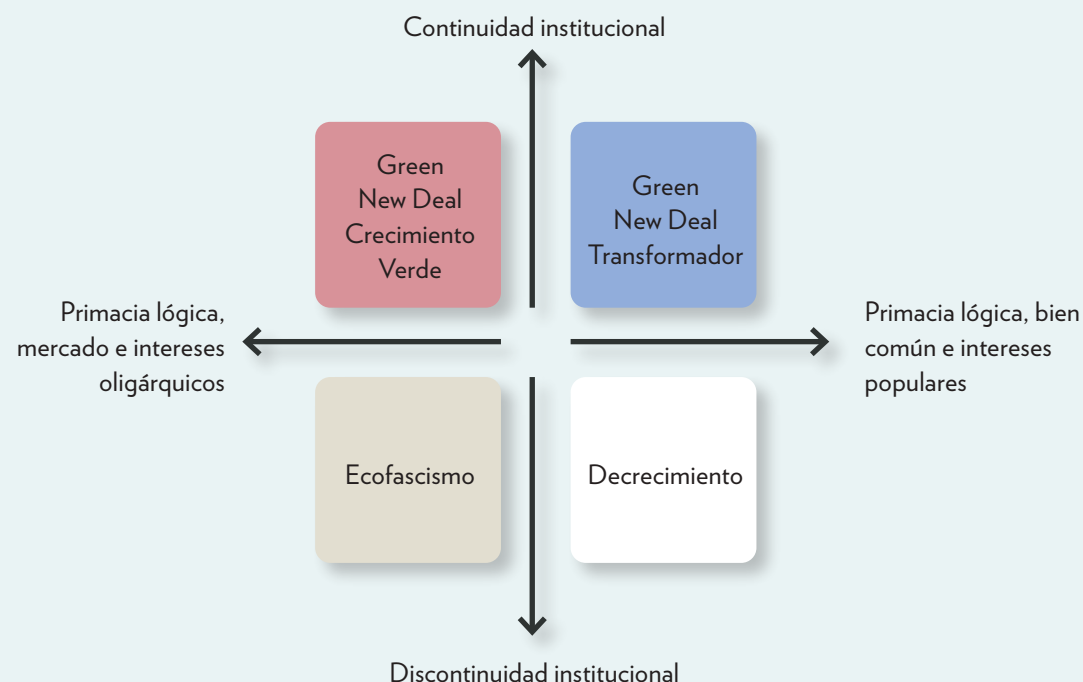 Continuidad institucional
Green
New Deal
Crecimiento
Verde
Green
New Deal
Transformador
Primacia lógica,
mercado e intereses
oligárquicos
Primacia lógica, bien
común e intereses
populares
Ecofascismo
Decrecimiento
Discontinuidad institucional